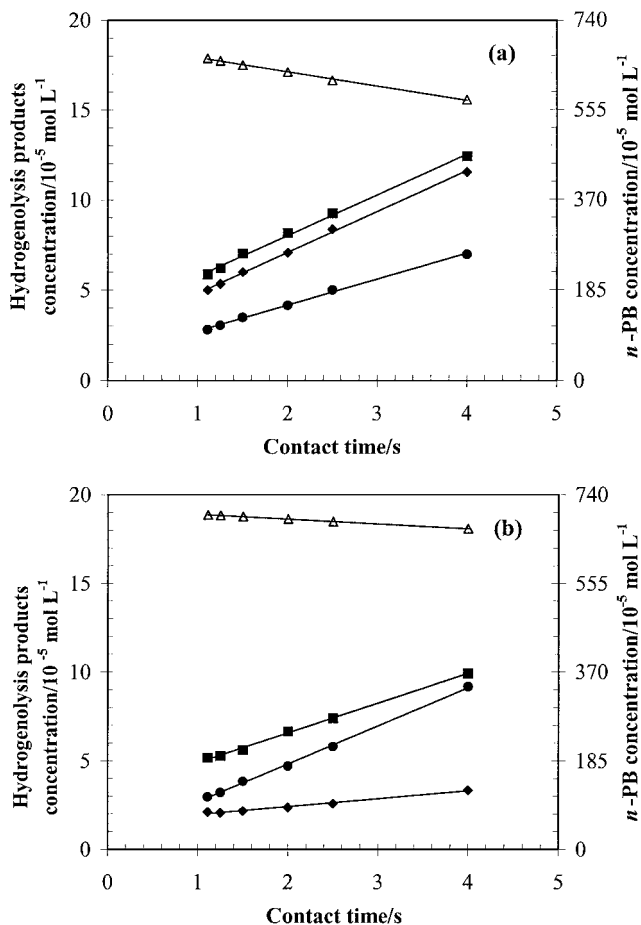 (a)
Hydrogenolysis products
concentration/10⁻⁵ mol L⁻¹
20
15
10
5
0
740
555
370
185
0
n-PB concentration/10⁻⁵ mol L⁻¹
0 1 2 3 4 5
Contact time/s
(b)
Hydrogenolysis products
concentration/10⁻⁵ mol L⁻¹
20
15
10
5
0
740
555
370
185
0
n-PB concentration/10⁻⁵ mol L⁻¹
0 1 2 3 4 5
Contact time/s